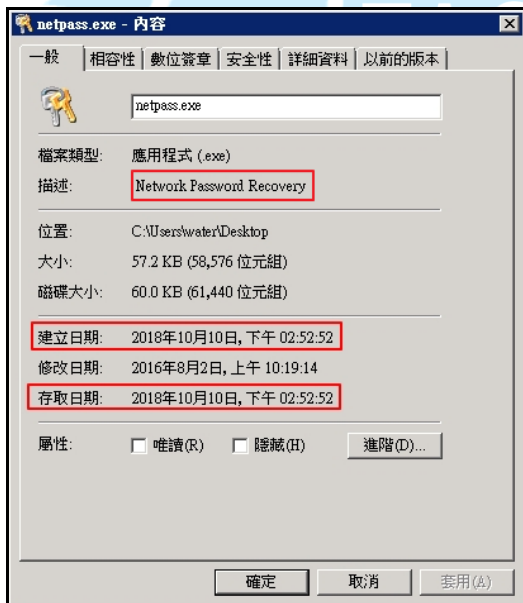 netpass.exe - 內容
一般 相容性 數位簽章 安全性 詳細資料 以前的版本
netpass.exe
檔案類型: 應用程式 (.exe)
描述: Network Password Recovery
位置: C:\Users\water\Desktop
大小: 57.2 KB (58,576 位元組)
磁碟大小: 60.0 KB (61,440 位元組)
建立日期: 2018年10月10日, 下午 02:52:52
修改日期: 2016年8月2日, 上午 10:19:14
存取日期: 2018年10月10日, 下午 02:52:52
屬性: 唯讀(R) 隱藏(H) 進階(D)...
確定 取消 套用(A)